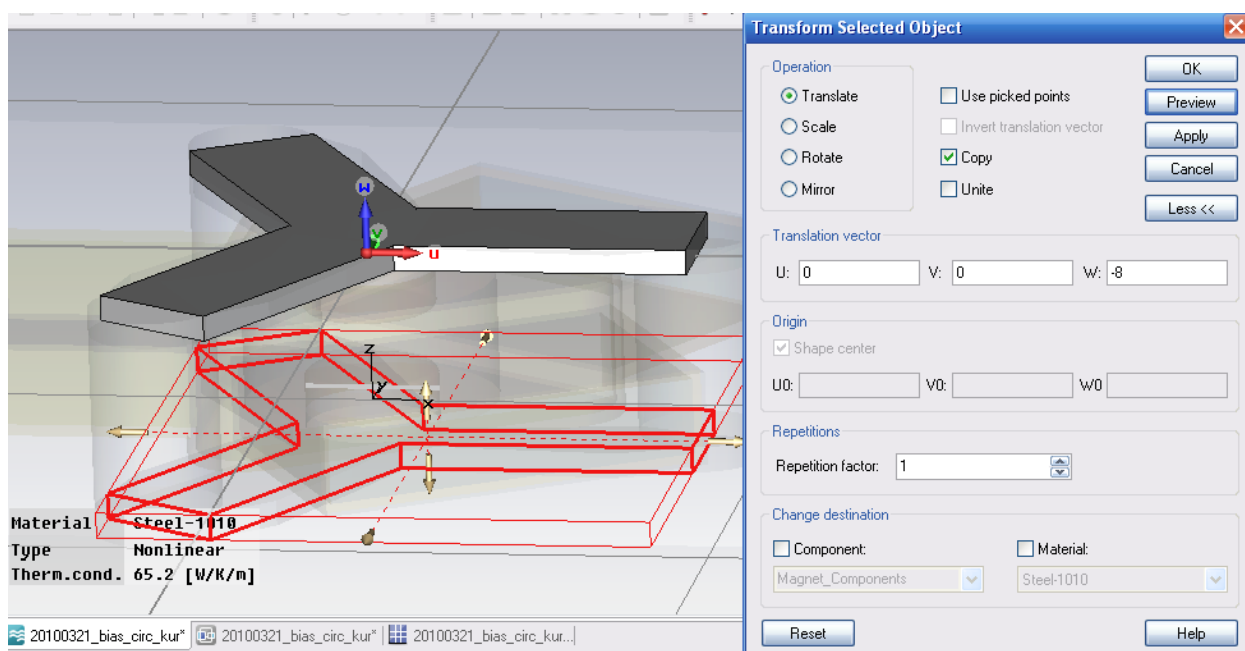 Transform Selected Object
Operation
Translate
Use picked points
OK
Scale
Invert translation vector
Preview
Rotate
Copy
Apply
Mirror
Unite
Cancel
Less <<
Translation vector
U: 0 V: 0 W: -8
Origin
Shape center
U0: V0: W0
Repetitions
Repetition factor: 1
Change destination
Component: Material:
Magnet_Components Steel-1010
Reset Help
w
v
u
z
y
x
Material Steel-1010
Type Nonlinear
Therm.cond. 65.2 [W/K/m]
20100321_bias_circ_kur* 20100321_bias_circ_kur* 20100321_bias_circ_kur...